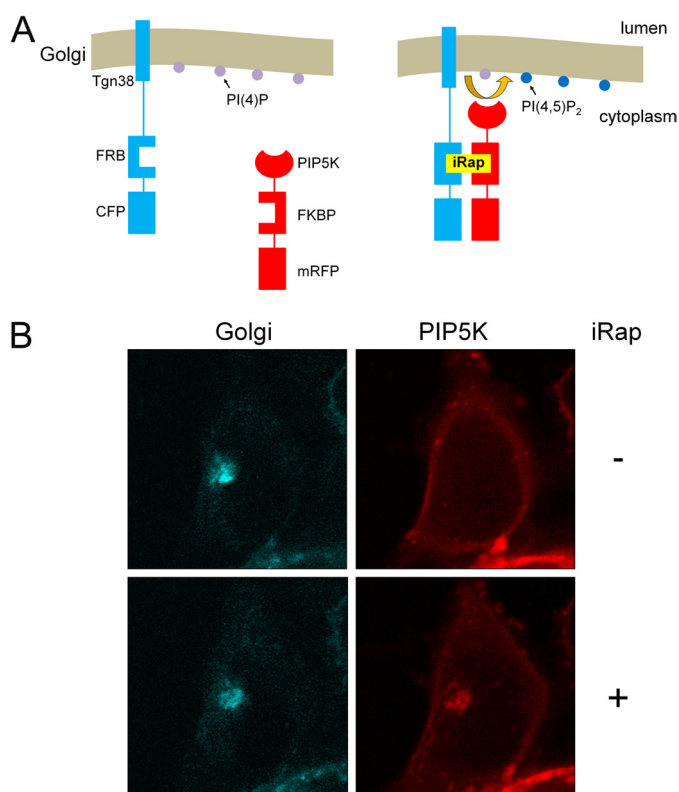 A
Golgi
Tgn38
PI(4)P
FRB
CFP
PIP5K
FKBP
mRFP
lumen
PI(4,5)P₂
cytoplasm
iRap
B
Golgi PIP5K iRap
-
+